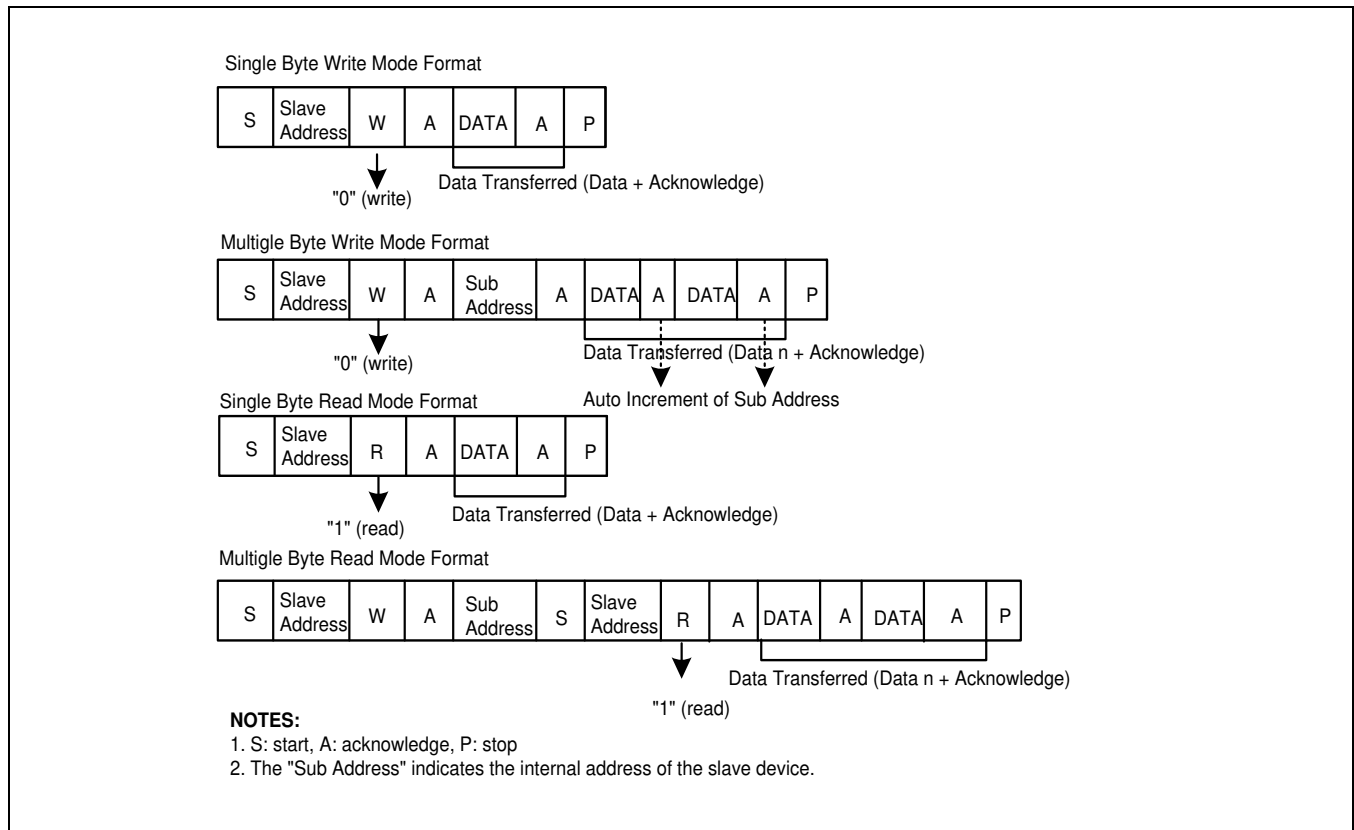 Single Byte Write Mode Format
S Slave Address W A DATA A P
"0" (write)
Data Transferred (Data + Acknowledge)
Multigle Byte Write Mode Format
S Slave Address W A Sub Address A DATA A DATA A P
"0" (write)
Data Transferred (Data n + Acknowledge)
Auto Increment of Sub Address
Single Byte Read Mode Format
S Slave Address R A DATA A P
"1" (read)
Data Transferred (Data + Acknowledge)
Multigle Byte Read Mode Format
S Slave Address W A Sub Address S Slave Address R A DATA A DATA A P
"1" (read)
Data Transferred (Data n + Acknowledge)
NOTES:
1. S: start, A: acknowledge, P: stop
2. The "Sub Address" indicates the internal address of the slave device.